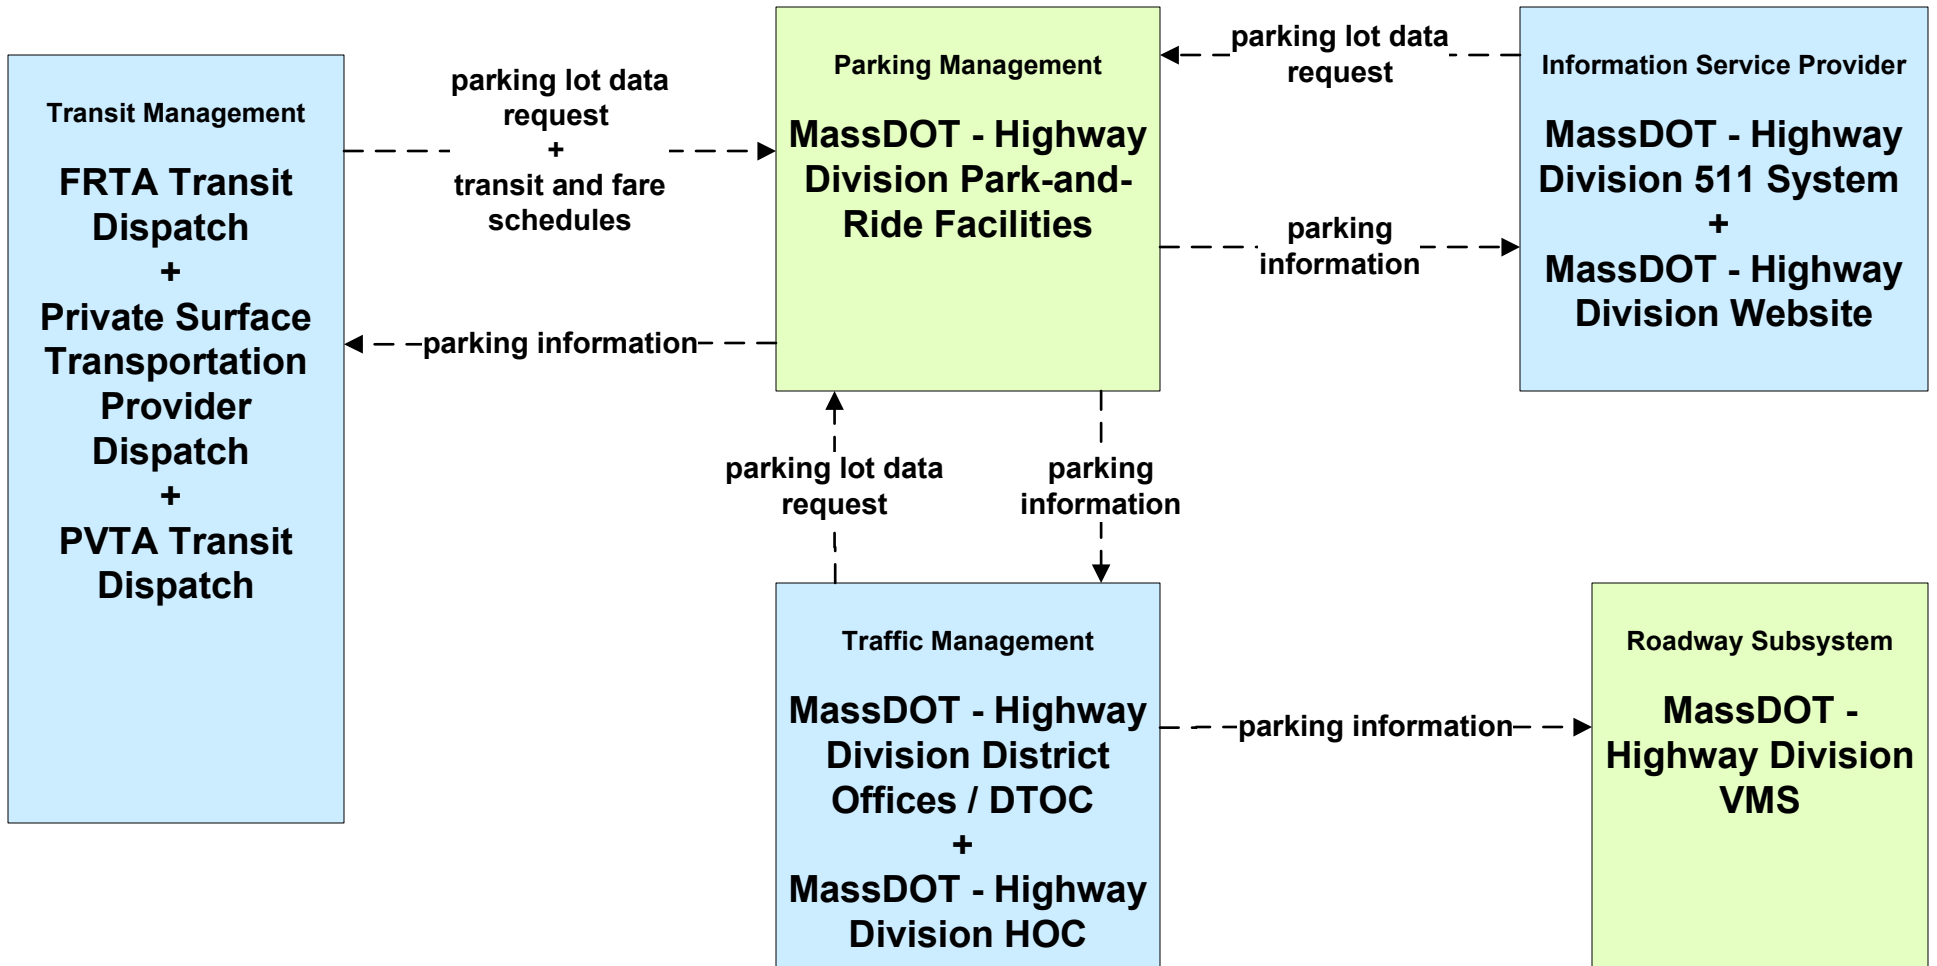 Transit Management
FRTA Transit
Dispatch
+
Private Surface
Transportation
Provider
Dispatch
+
PVTA Transit
Dispatch
parking lot data
request
+
transit and fare
schedules
parking information
Parking Management
MassDOT - Highway
Division Park-and-
Ride Facilities
parking lot data
request
parking
information
Information Service Provider
MassDOT - Highway
Division 511 System
+
MassDOT - Highway
Division Website
parking lot data
request
parking
information
Traffic Management
MassDOT - Highway
Division District
Offices / DTOC
+
MassDOT - Highway
Division HOC
parking information
Roadway Subsystem
MassDOT -
Highway Division
VMS